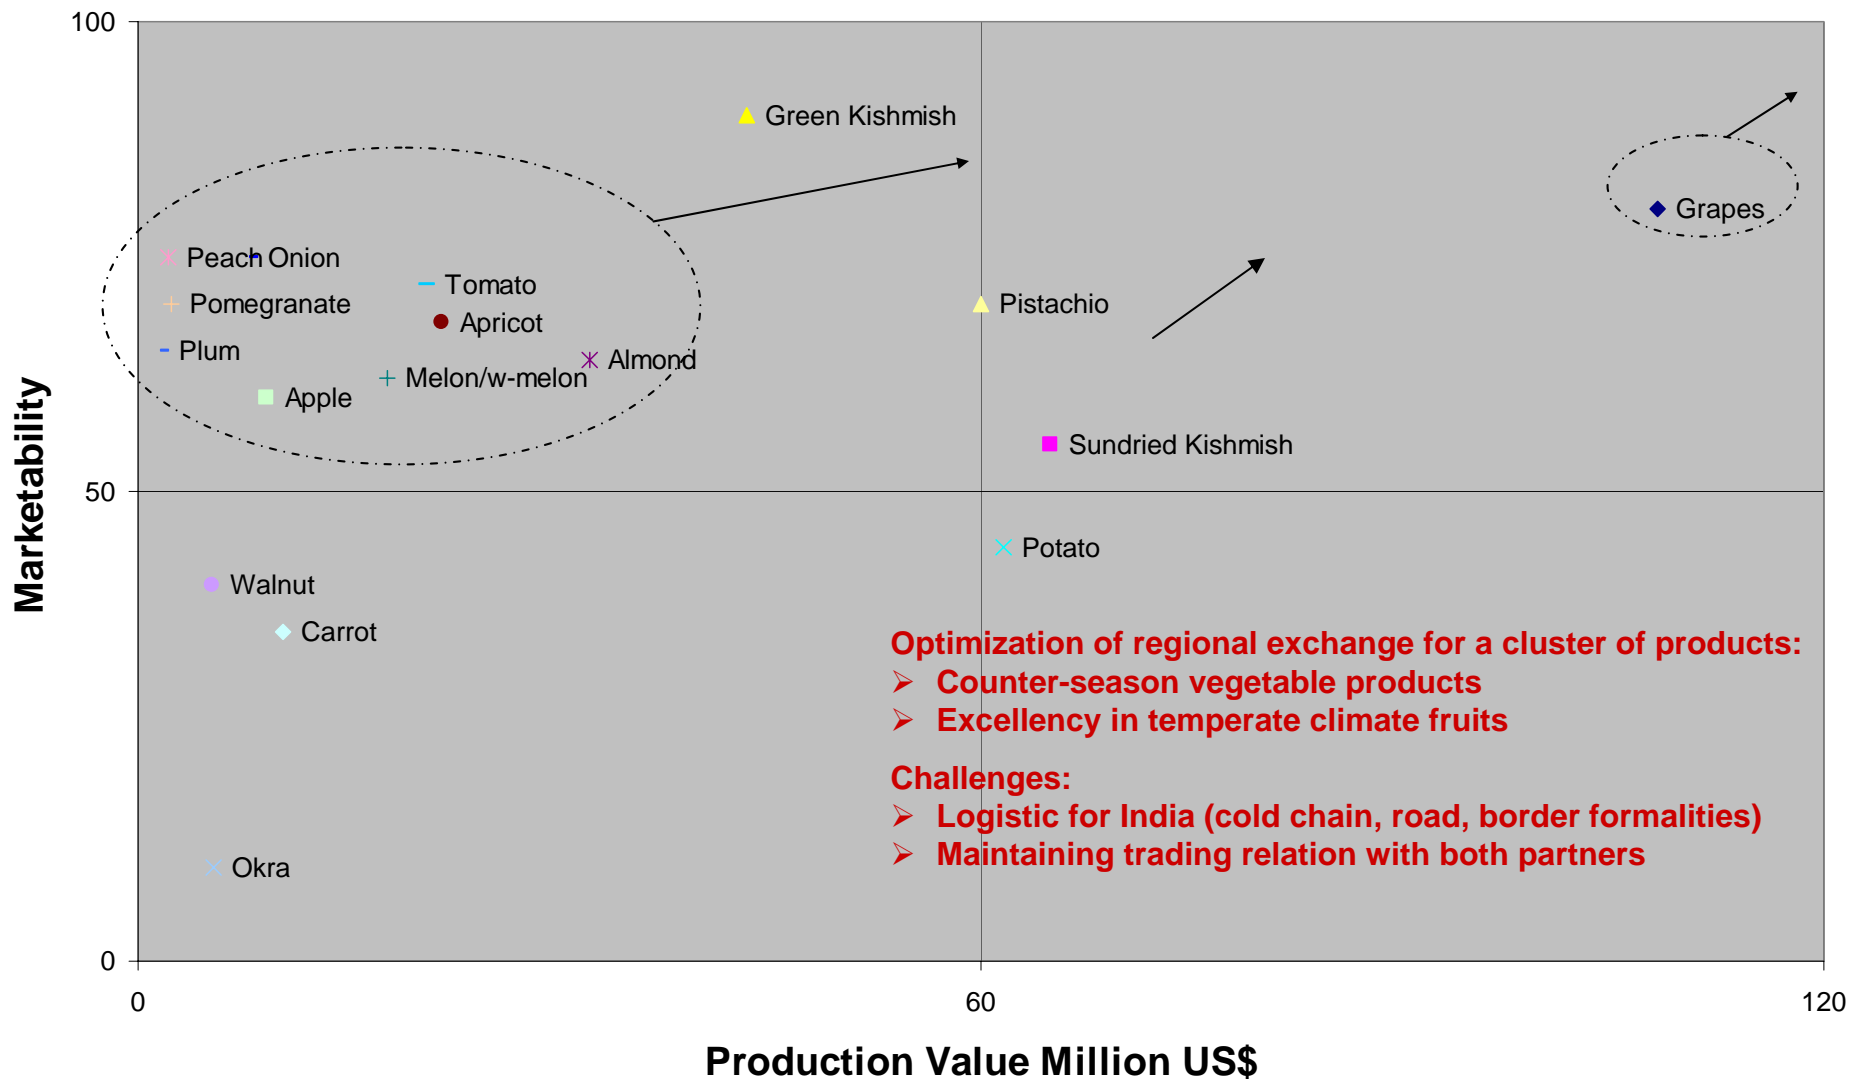 100
Green Kishmish
Grapes
Peach Onion
Tomato
Pomegranate
Pistachio
Apricot
Plum
Almond
Melon/w-melon
Apple
Sundried Kishmish
Marketability
50
Potato
Walnut
Carrot
Optimization of regional exchange for a cluster of products:
➢ Counter-season vegetable products
➢ Excellency in temperate climate fruits
Challenges:
➢ Logistic for India (cold chain, road, border formalities)
➢ Maintaining trading relation with both partners
Okra
0
0 60 120
Production Value Million US$